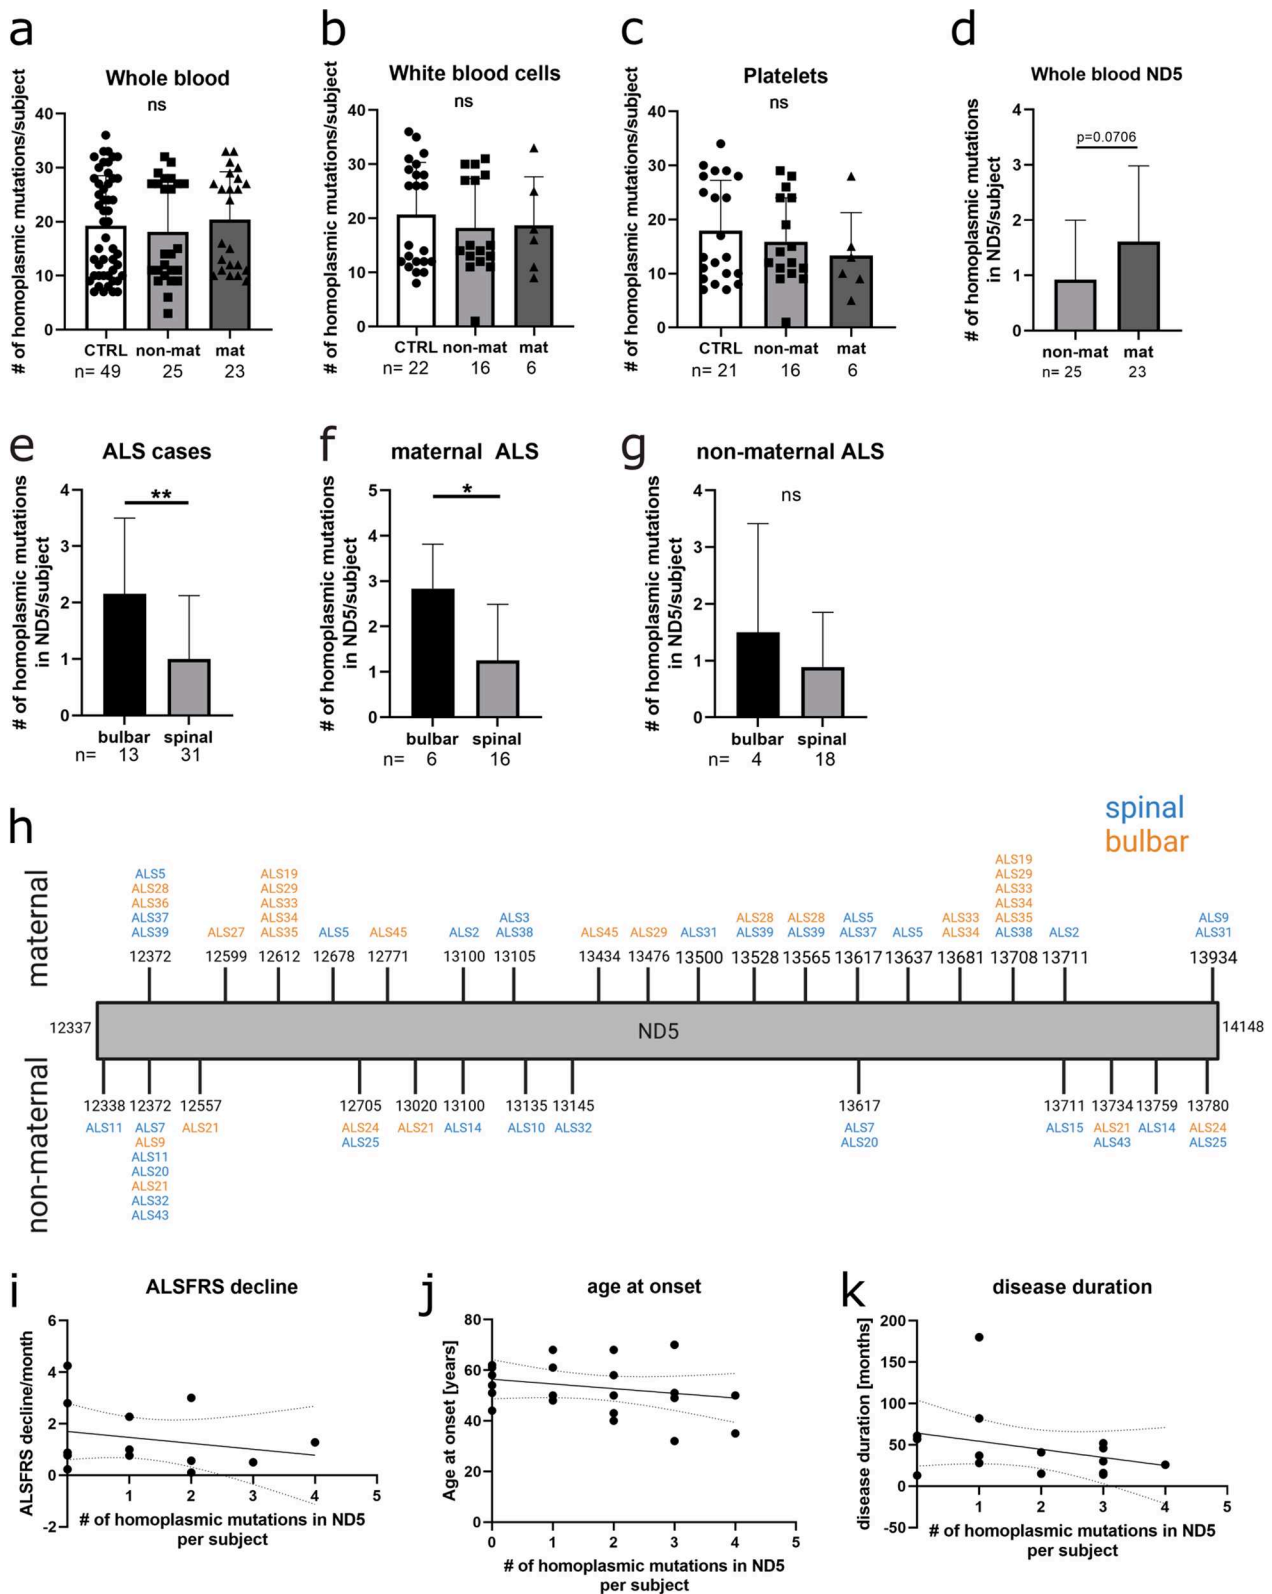 a
Whole blood
ns
# of homoplasmic mutations/subject
40
30
20
10
0
CTRL non-mat mat
n= 49 25 23
b
White blood cells
ns
# of homoplasmic mutations/subject
40
30
20
10
0
CTRL non-mat mat
n= 22 16 6
c
Platelets
ns
# of homoplasmic mutations/subject
40
30
20
10
0
CTRL non-mat mat
n= 21 16 6
d
Whole blood ND5
p=0.0706
# of homoplasmic mutations
in ND5/subject
4
3
2
1
0
non-mat mat
n= 25 23
e
ALS cases
**
# of homoplasmic mutations
in ND5/subject
4
3
2
1
0
bulbar spinal
n= 13 31
f
maternal ALS
*
# of homoplasmic mutations
in ND5/subject
5
4
3
2
1
0
bulbar spinal
n= 6 16
g
non-maternal ALS
ns
# of homoplasmic mutations
in ND5/subject
4
3
2
1
0
bulbar spinal
n= 4 18
h
spinal
bulbar
maternal
ALS5
ALS28
ALS36
ALS37
ALS39
12372
ALS27
12599
ALS19
ALS29
ALS33
ALS34
ALS35
12612
ALS5
12678
ALS45
12771
ALS2
13100
ALS3
ALS38
13105
ALS45
13434
ALS29
13476
ALS31
13500
ALS28
ALS39
13528
ALS28
ALS39
13565
ALS5
ALS37
13617
ALS5
13637
ALS33
ALS34
13681
ALS19
ALS29
ALS33
ALS34
ALS35
ALS38
13708
ALS2
13711
ALS9
ALS31
13934
12337
ND5
14148
non-maternal
12338
ALS11
12372
ALS7
ALS9
ALS11
ALS20
ALS21
ALS32
ALS43
12557
ALS21
12705
ALS24
ALS25
13020
ALS21
13100
ALS14
13135
ALS10
13145
ALS32
13617
ALS7
ALS20
13711
ALS15
13734
ALS21
ALS43
13759
ALS14
13780
ALS24
ALS25
i
ALSFRS decline
ALSFRS decline/month
6
4
2
0
-2
1 2 3 4 5
# of homoplasmic mutations in ND5
per subject
j
age at onset
Age at onset [years]
80
60
40
20
0
0 1 2 3 4 5
# of homoplasmic mutations in ND5
per subject
k
disease duration
disease duration [months]
200
150
100
50
0
-50
1 2 3 4 5
# of homoplasmic mutations in ND5
per subject